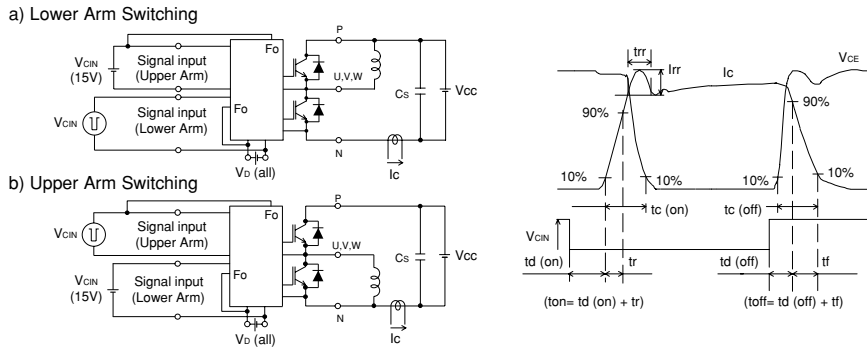 a) Lower Arm Switching
P
Fo
VCIN
(15V)
Signal input
(Upper Arm)
U,V,W
CS
VCC
VCIN
Signal input
(Lower Arm)
Fo
N
VD (all)
IC
b) Upper Arm Switching
P
Fo
VCIN
Signal input
(Upper Arm)
U,V,W
CS
VCC
VCIN
(15V)
Signal input
(Lower Arm)
Fo
N
VD (all)
IC
trr
Irr
IC
VCE
90%
90%
10%
10%
10%
10%
tc (on)
tc (off)
VCIN
td (on)
tr
td (off)
tf
(ton= td (on) + tr)
(toff= td (off) + tf)